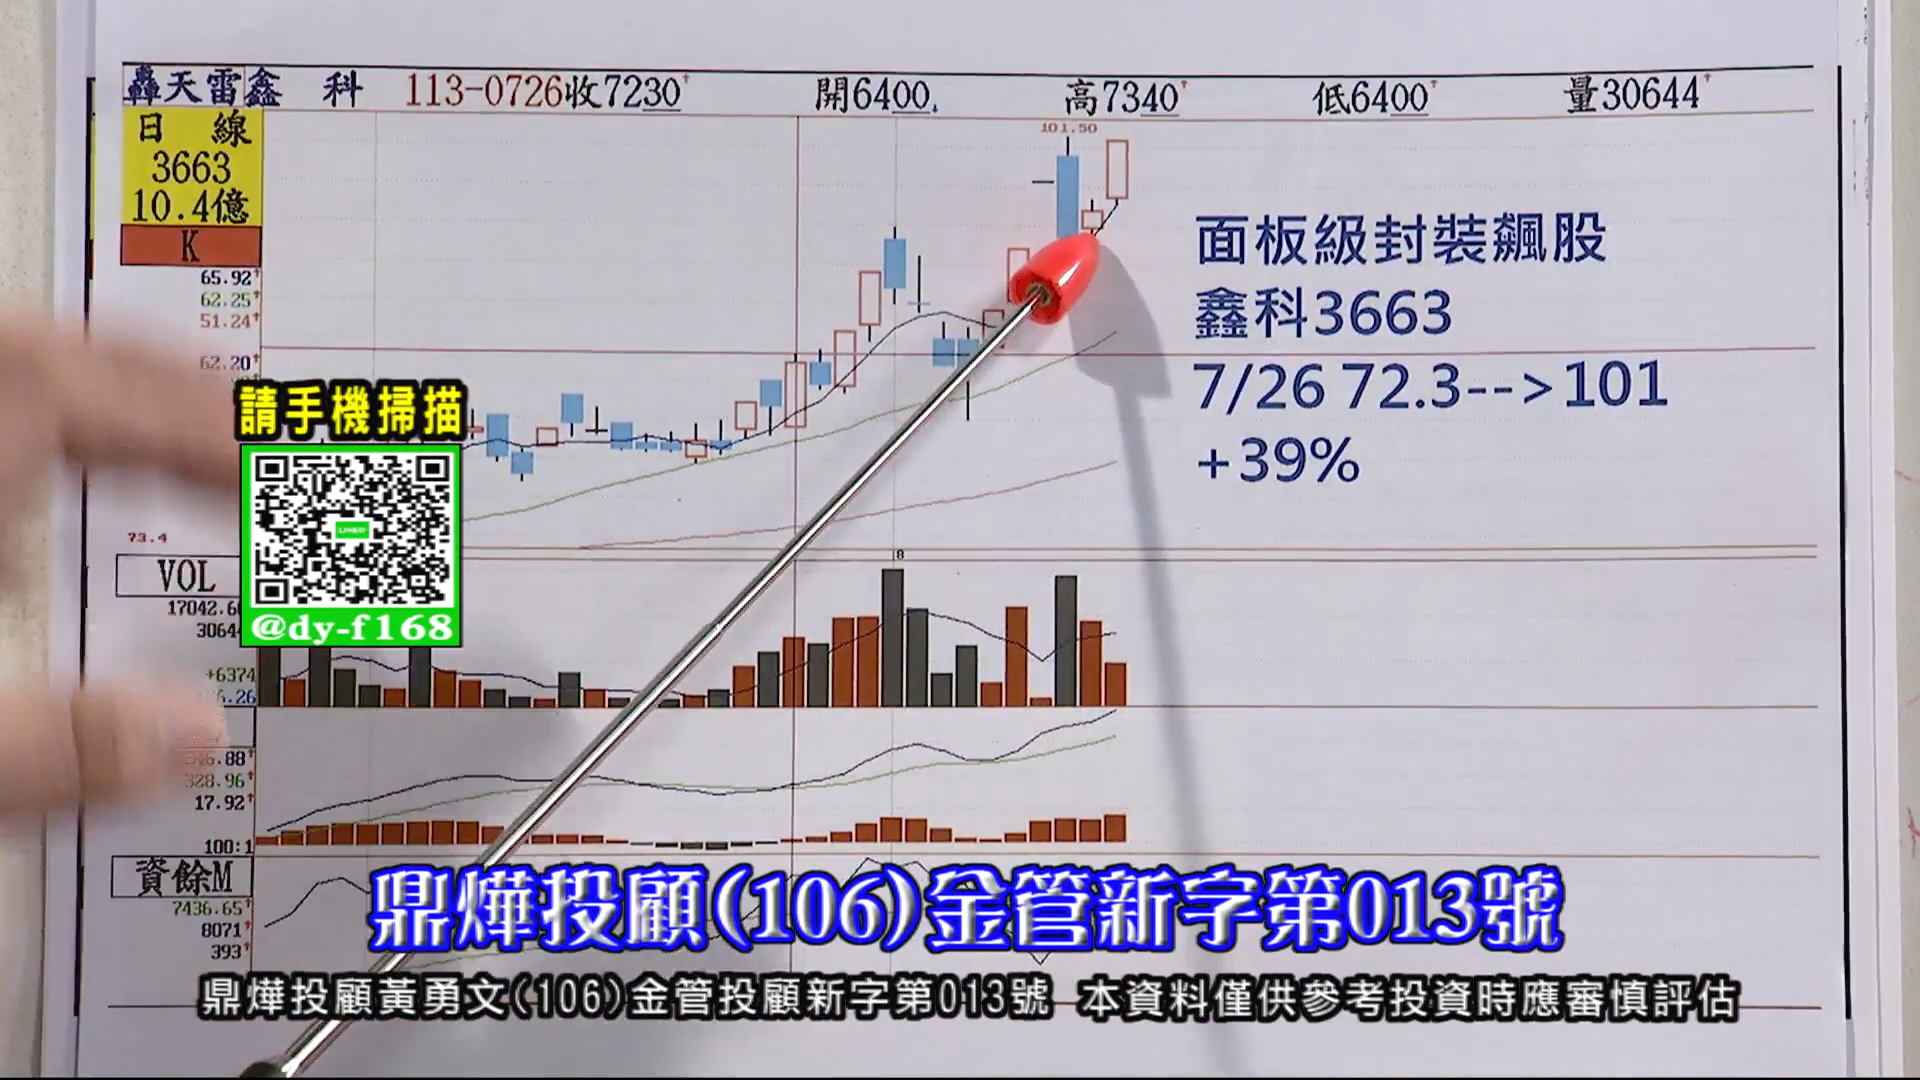 轟天雷鑫 科 113-0726收7230↑ 開6400↓ 高7340↑ 低6400↑ 量30644↑
日 線
3663
10.4億
K
101.50
65.92↑
62.25↑
51.24↑
62.20↑
面板級封裝飆股
鑫科3663
7/26 72.3-->101
+39%
請手機掃描
LINE@
@dy-f168
73.4
8
VOL
17042.6
30644
+6374
328.96↑
17.92↑
100:1
資餘M
7436.65↑
8071↑
393↑
鼎燁投顧(106)金管新字第013號
鼎燁投顧黃勇文(106)金管投顧新字第013號 本資料僅供參考投資時應審慎評估